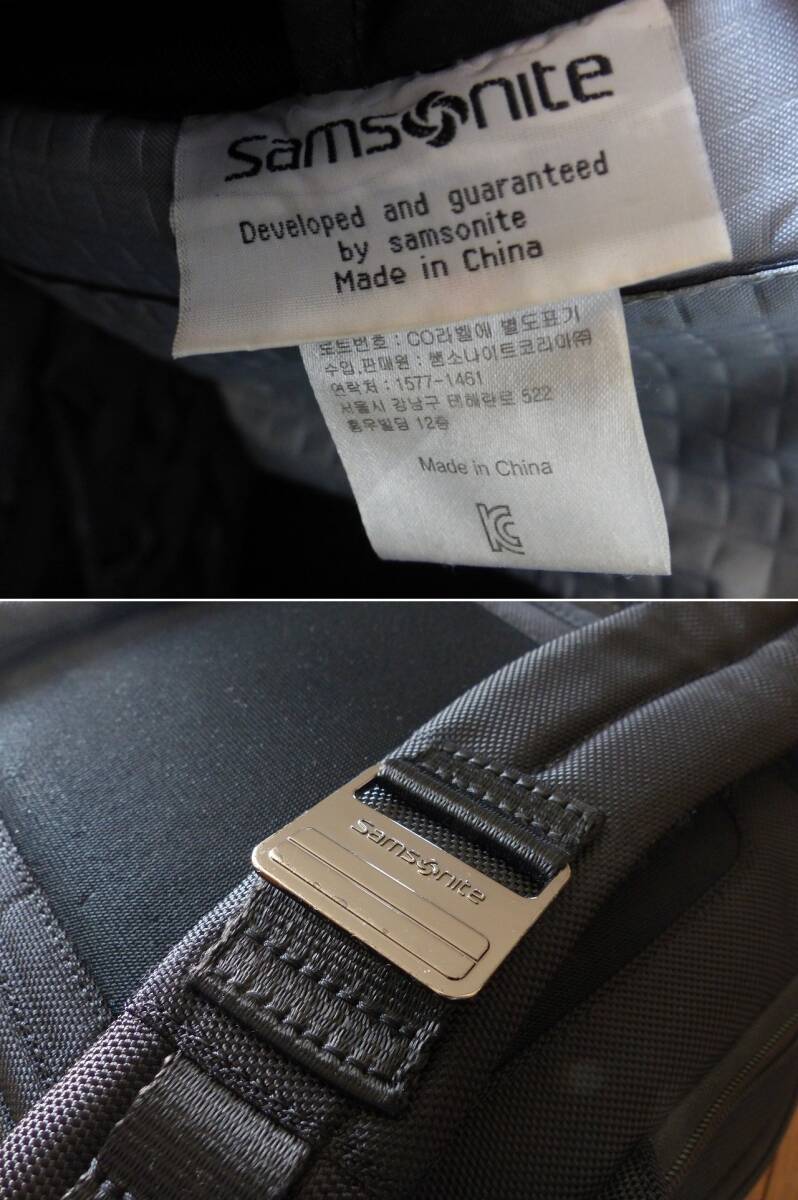 samsonite
Developed and guaranteed
by samsonite
Made in China
로트번호 : CO라벨에 별도표기
수입,판매원 : 쌤소나이트코리아㈜
연락처 : 1577-1461
서울시 강남구 테헤란로 522
홍우빌딩 12층
Made in China
KC
samsonite